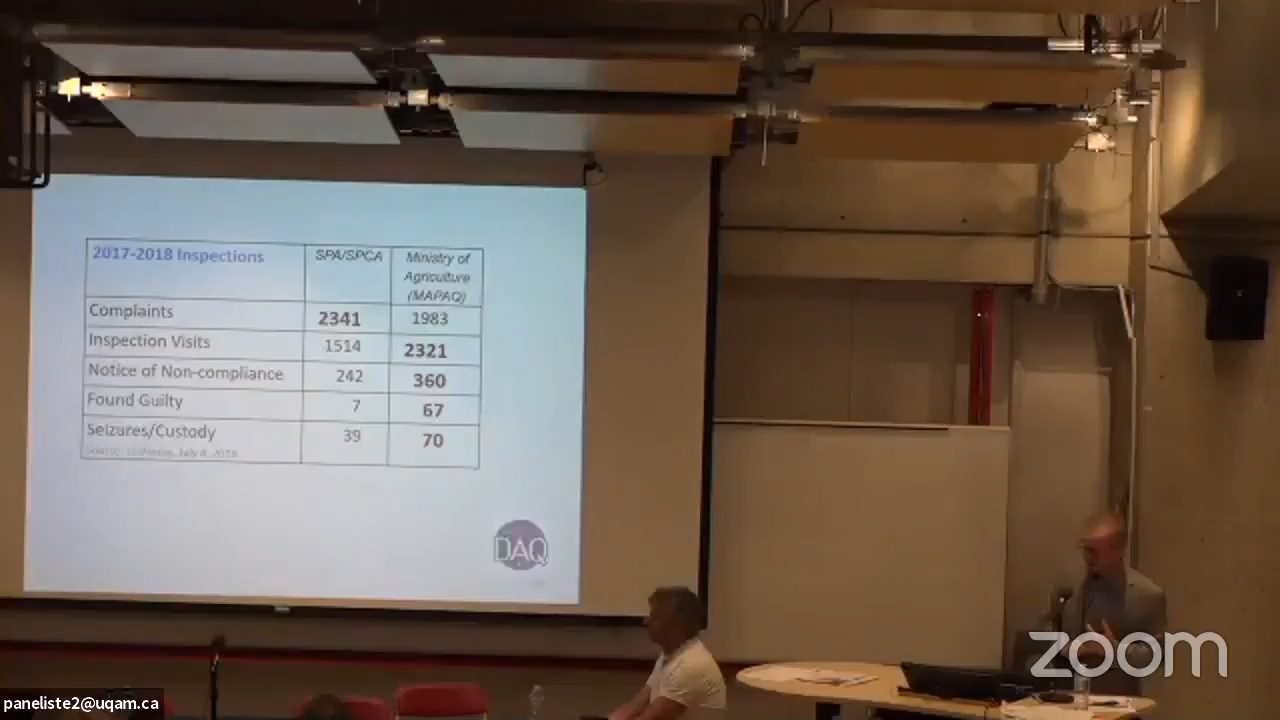 2017-2018 Inspections
SPA/SPCA
Ministry of
Agriculture
(MAPAQ)
Complaints 2341 1983
Inspection Visits 1514 2321
Notice of Non-compliance 242 360
Found Guilty 7 67
Seizures/Custody 39 70
DAQ
zoom
paneliste2@uqam.ca